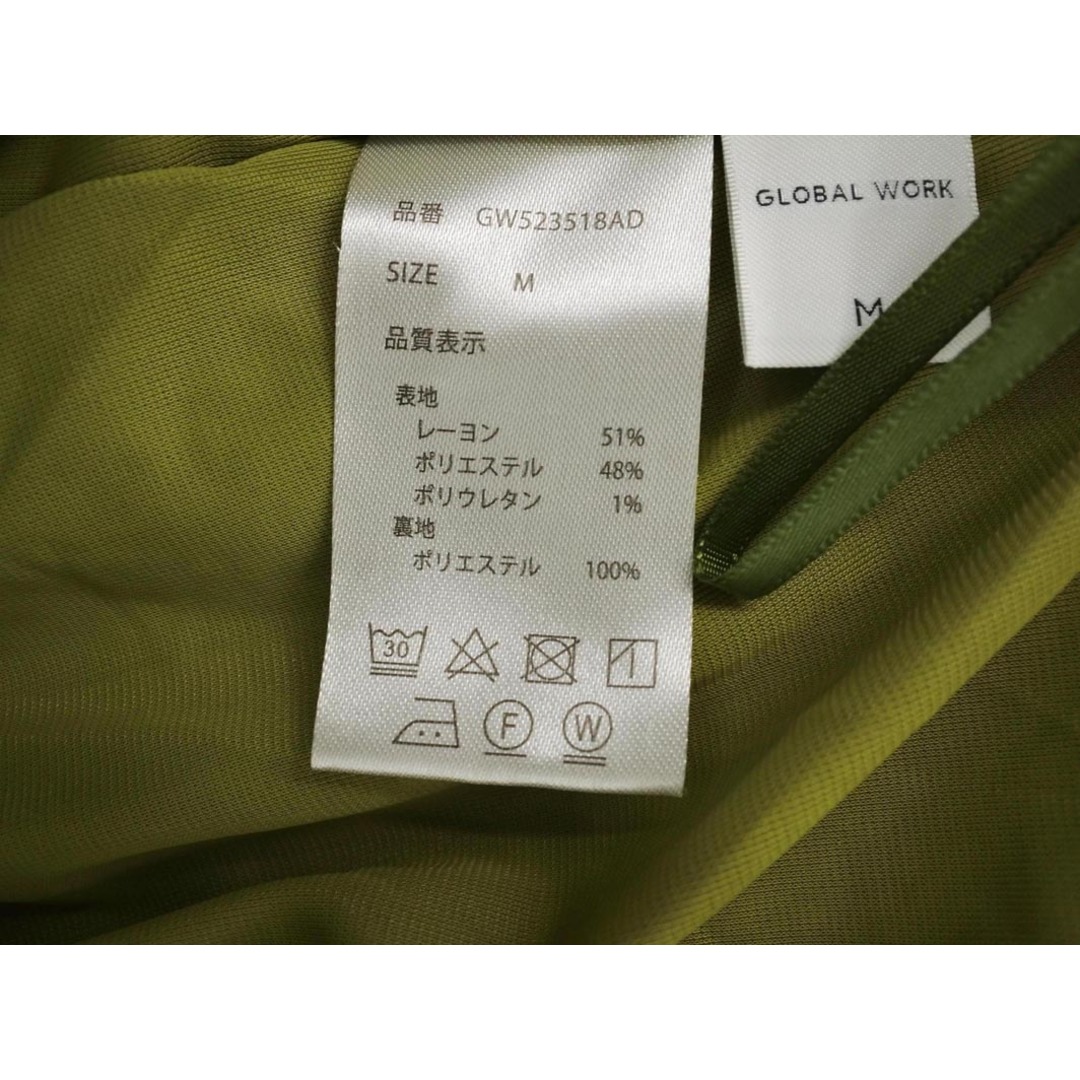 品番 GW523518AD
SIZE M
品質表示
表地
レーヨン 51%
ポリエステル 48%
ポリウレタン 1%
裏地
ポリエステル 100%
30
F W
GLOBAL WORK
M